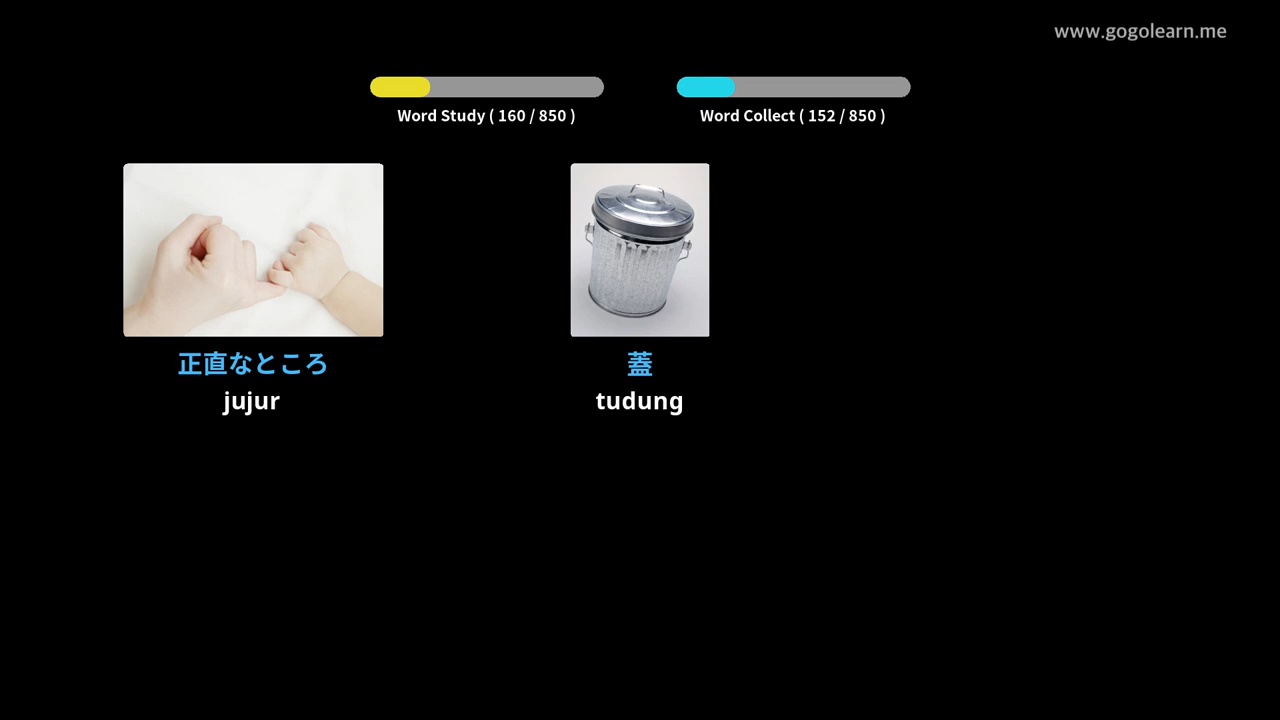 www.gogolearn.me
Word Study ( 160 / 850 )
Word Collect ( 152 / 850 )
正直なところ
jujur
蓋
tudung